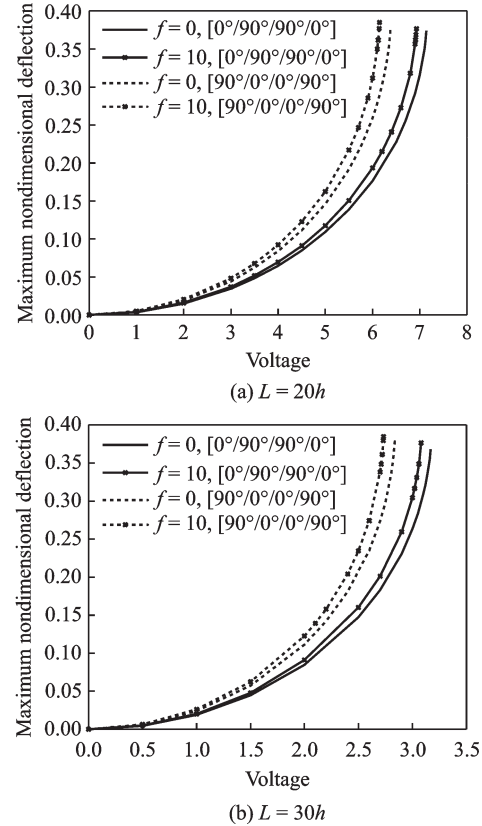 0.40
0.35
0.30
0.25
0.20
0.15
0.10
0.05
0.00
Maximum nondimensional deflection
f = 0, [0°/90°/90°/0°]
f = 10, [0°/90°/90°/0°]
f = 0, [90°/0°/0°/90°]
f = 10, [90°/0°/0°/90°]
0 1 2 3 4 5 6 7 8
Voltage
(a) L = 20h
0.40
0.35
0.30
0.25
0.20
0.15
0.10
0.05
0.00
Maximum nondimensional deflection
f = 0, [0°/90°/90°/0°]
f = 10, [0°/90°/90°/0°]
f = 0, [90°/0°/0°/90°]
f = 10, [90°/0°/0°/90°]
0.0 0.5 1.0 1.5 2.0 2.5 3.0 3.5
Voltage
(b) L = 30h